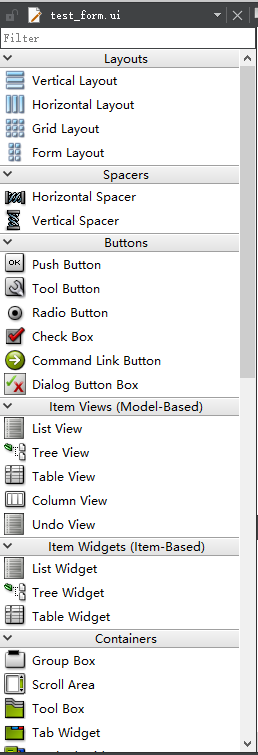 test_form.ui
Filter
Layouts
Vertical Layout
Horizontal Layout
Grid Layout
Form Layout
Spacers
Horizontal Spacer
Vertical Spacer
Buttons
OK Push Button
Tool Button
Radio Button
Check Box
Command Link Button
Dialog Button Box
Item Views (Model-Based)
List View
Tree View
Table View
Column View
Undo View
Item Widgets (Item-Based)
List Widget
Tree Widget
Table Widget
Containers
Group Box
Scroll Area
Tool Box
Tab Widget